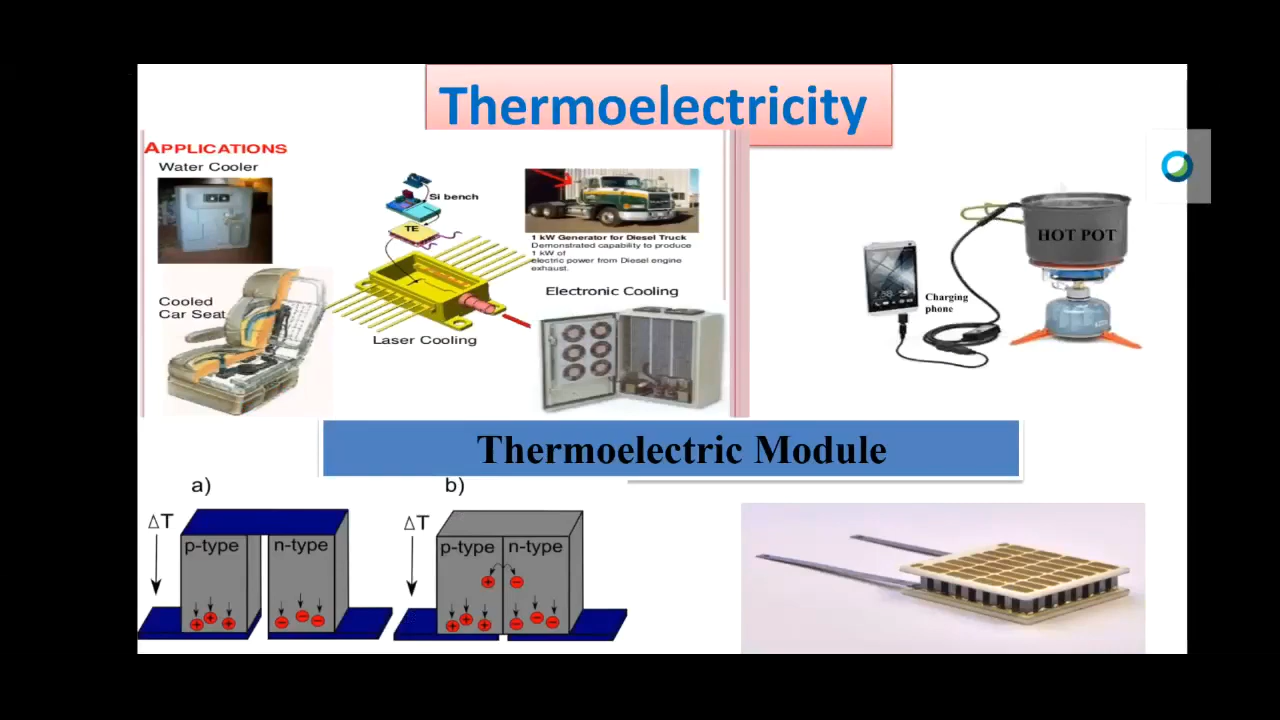 Thermoelectricity
APPLICATIONS
Water Cooler
Si bench
TE
1 kW Generator for Diesel Truck
Demonstrated capability to produce
1 kW of
electric power from Diesel engine
exhaust.
Cooled
Car Seat
Laser Cooling
Electronic Cooling
HOT POT
Charging
phone
Thermoelectric Module
a)
ΔT
p-type
n-type
b)
ΔT
p-type
n-type